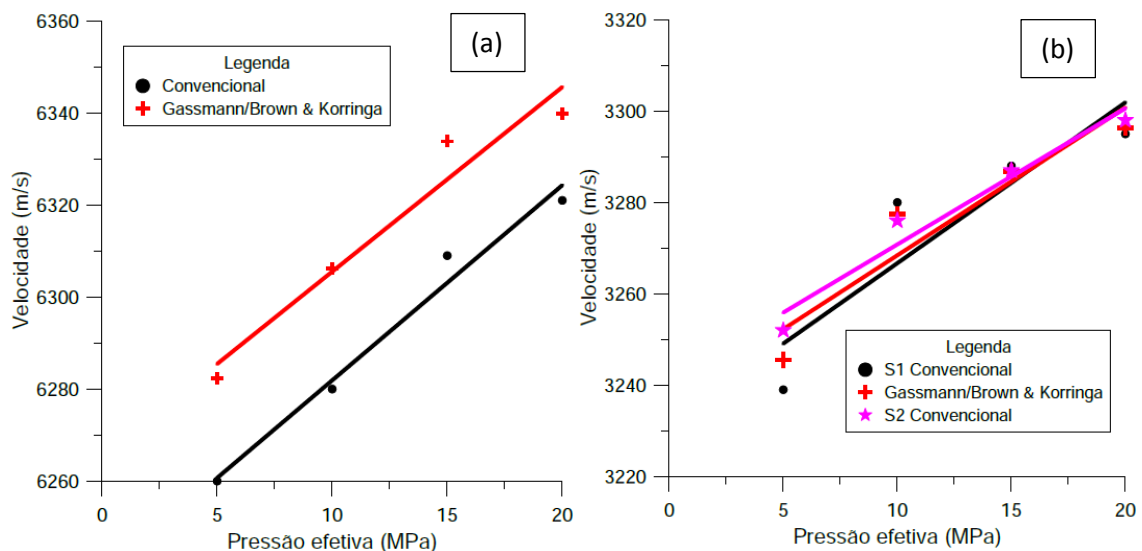 (a)
6360
6340
6320
6300
6280
6260
Velocidade (m/s)
Legenda
Convencional
Gassmann/Brown & Korringa
0 5 10 15 20
Pressão efetiva (MPa)
(b)
3320
3300
3280
3260
3240
3220
Velocidade (m/s)
Legenda
S1 Convencional
Gassmann/Brown & Korringa
S2 Convencional
0 5 10 15 20
Pressão efetiva (MPa)